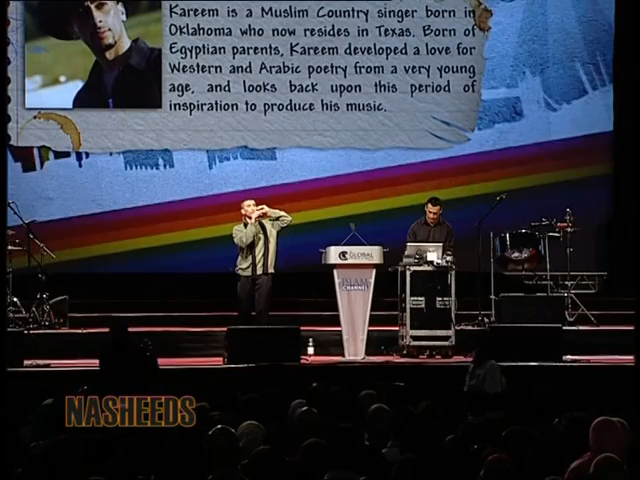 Kareem is a Muslim Country singer born in
Oklahoma who now resides in Texas. Born of
Egyptian parents, Kareem developed a love for
Western and Arabic poetry from a very young
age, and looks back upon this period of
inspiration to produce his music.
GLOBAL
ISLAM
CHANNEL
NASHEEDS